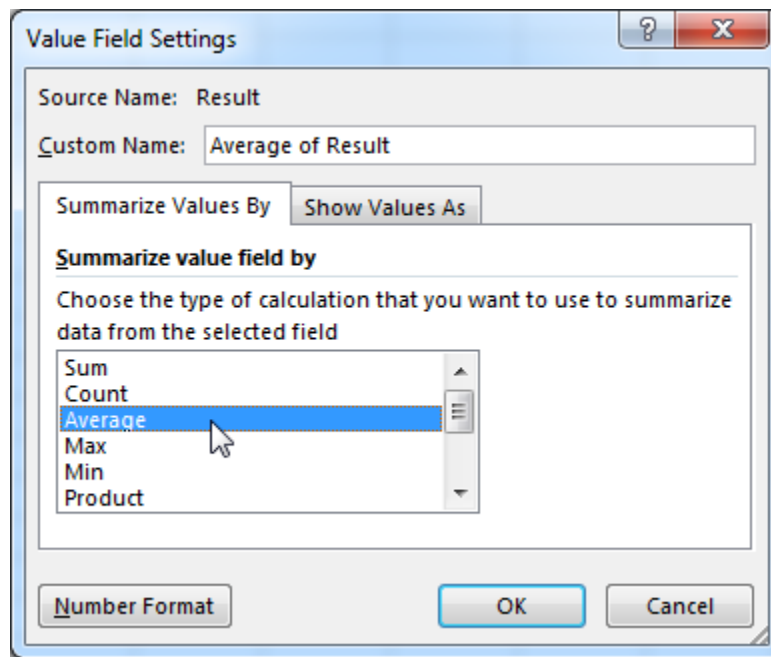 Value Field Settings
Source Name: Result
Custom Name: Average of Result
Summarize Values By Show Values As
Summarize value field by
Choose the type of calculation that you want to use to summarize
data from the selected field
Sum
Count
Average
Max
Min
Product
Number Format OK Cancel